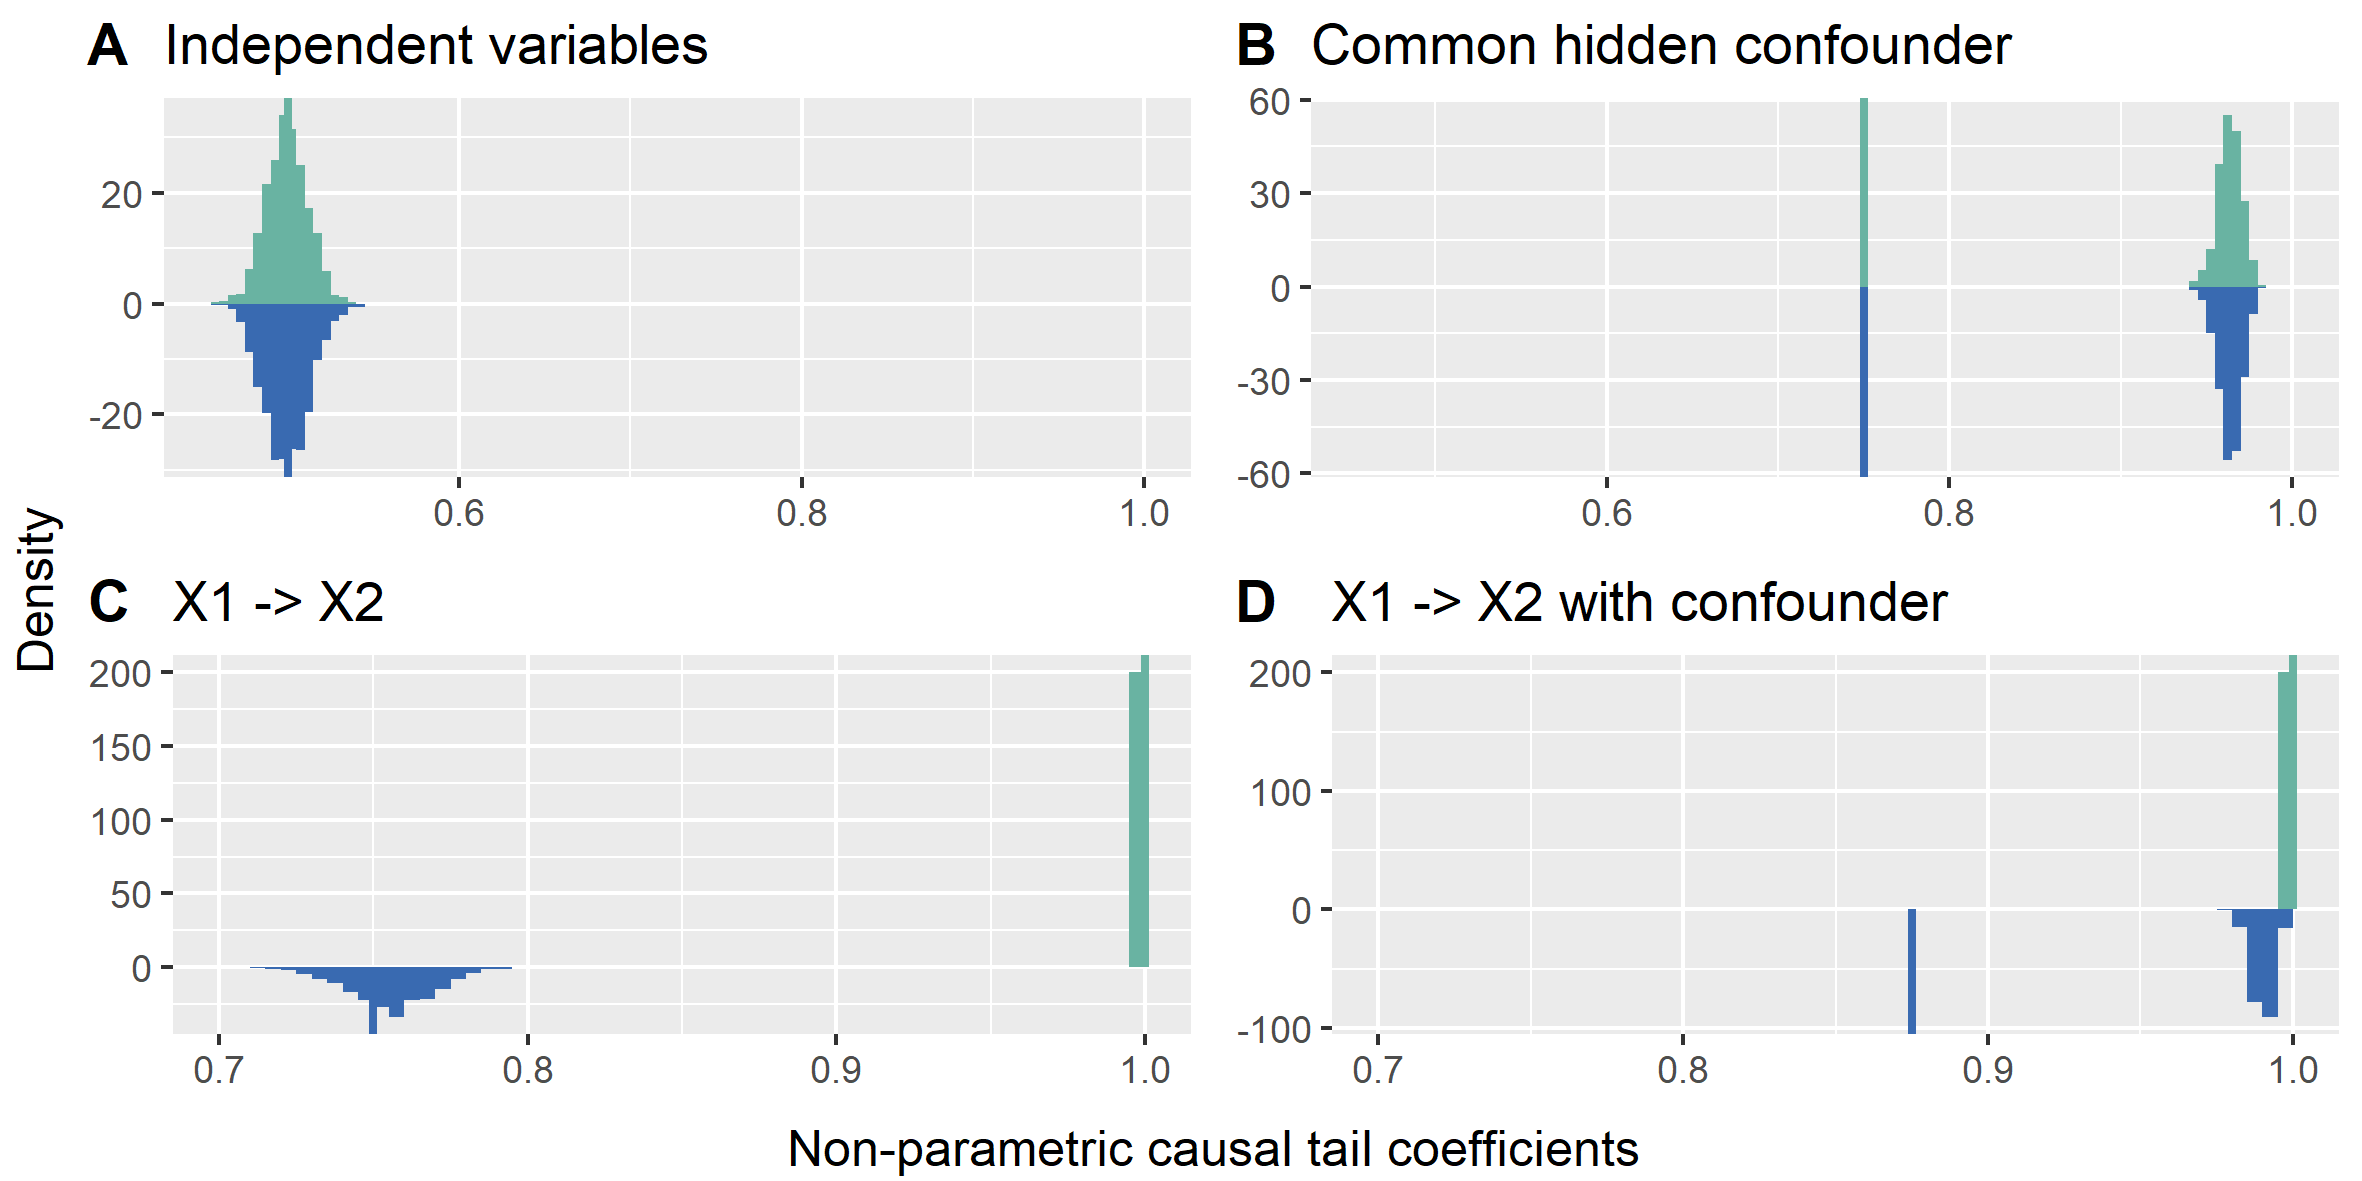 A Independent variables
B Common hidden confounder
20
0
-20
0.6 0.8 1.0
60
30
0
-30
-60
0.6 0.8 1.0
Density
C X1 -> X2
D X1 -> X2 with confounder
200
150
100
50
0
0.7 0.8 0.9 1.0
200
100
0
-100
0.7 0.8 0.9 1.0
Non-parametric causal tail coefficients